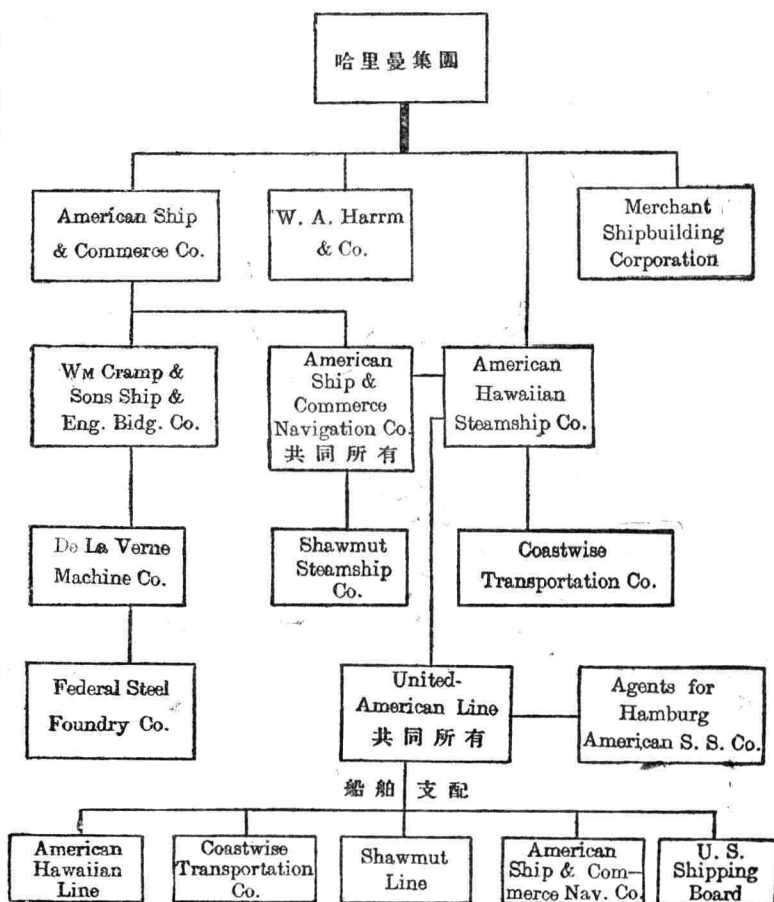 哈里曼集團
American Ship
& Commerce Co.
W. A. Harrm
& Co.
Merchant
Shipbuilding
Corporation
WM Cramp &
Sons Ship &
Eng. Bidg. Co.
American
Ship &
Commerce
Navigation Co.
共同所有
American
Hawaiian
Steamship Co.
De La Verne
Machine Co.
Shawmut
Steamship
Co.
Coastwise
Transportation Co.
Federal Steel
Foundry Co.
United-
American Line
共同所有
Agents for
Hamburg
American S. S. Co.
船舶支配
American
Hawaiian
Line
Coastwise
Transportation
Co.
Shawmut
Line
American
Ship & Com-
merce Nav. Co.
U. S.
Shipping
Board